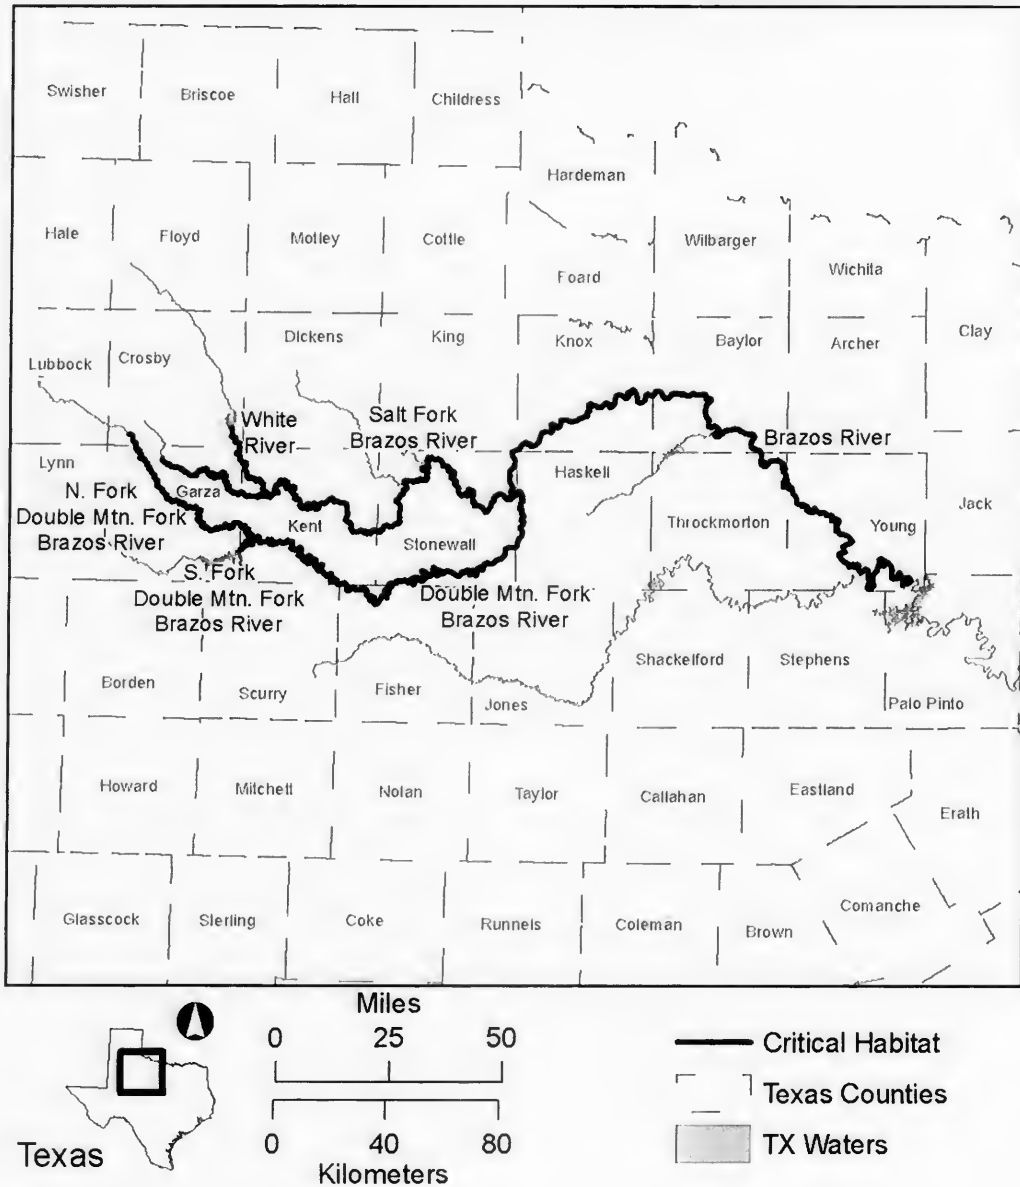 Swisher
Briscoe
Hall
Childress
Hardeman
Hale
Floyd
Motley
Cottle
Wilbarger
Foard
Wichita
Dickens
King
Knox
Baylor
Archer
Clay
Lubbock
Crosby
White
River
Salt Fork
Brazos River
Brazos River
Lynn
Haskell
N. Fork
Double Mtn. Fork
Brazos River
Garza
Kent
Stonewall
Throckmorton
Young
Jack
S. Fork
Double Mtn. Fork
Brazos River
Double Mtn. Fork
Brazos River
Borden
Scurry
Fisher
Jones
Shackelford
Stephens
Palo Pinto
Howard
Mitchell
Nolan
Taylor
Callahan
Eastland
Erath
Glasscock
Sterling
Coke
Runnels
Coleman
Brown
Comanche
Miles
0 25 50
0 40 80
Kilometers
Texas
Critical Habitat
Texas Counties
TX Waters